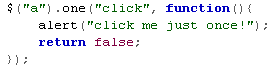 $("a").one("click", function(){
    alert("click me just once!");
    return false;
});